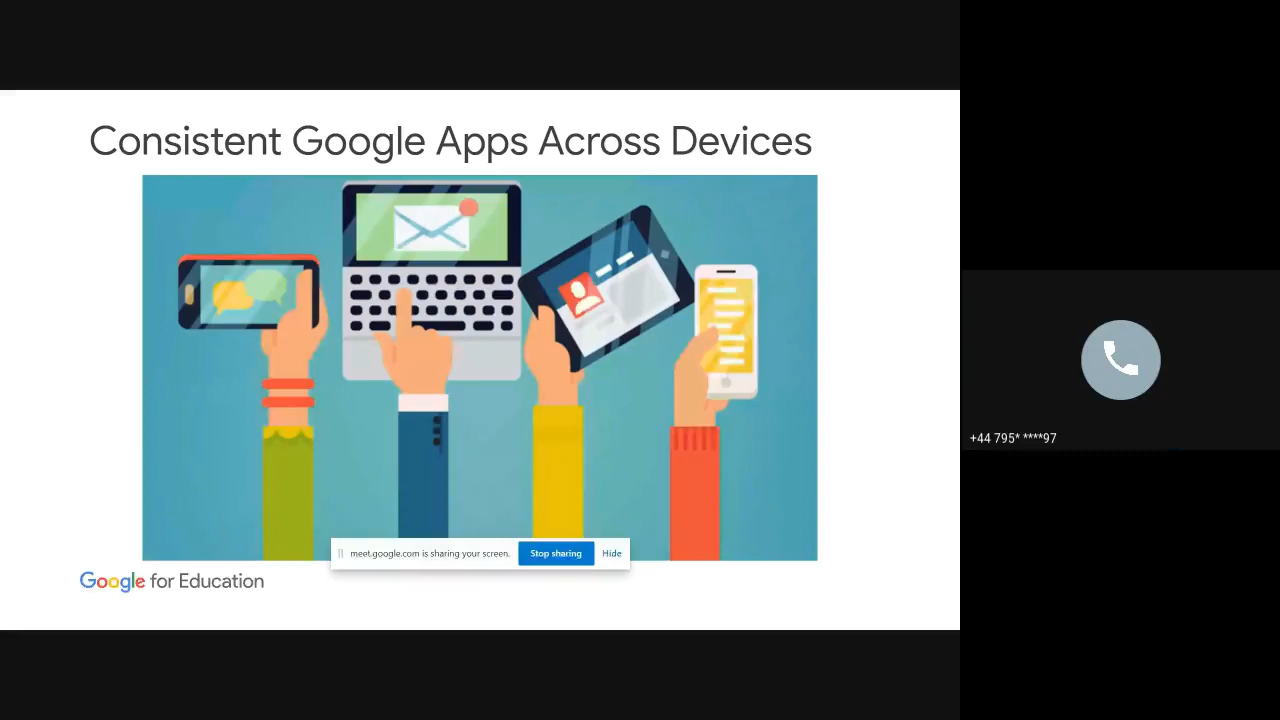 Consistent Google Apps Across Devices
meet.google.com is sharing your screen. Stop sharing Hide
Google for Education
+44 795* ****97